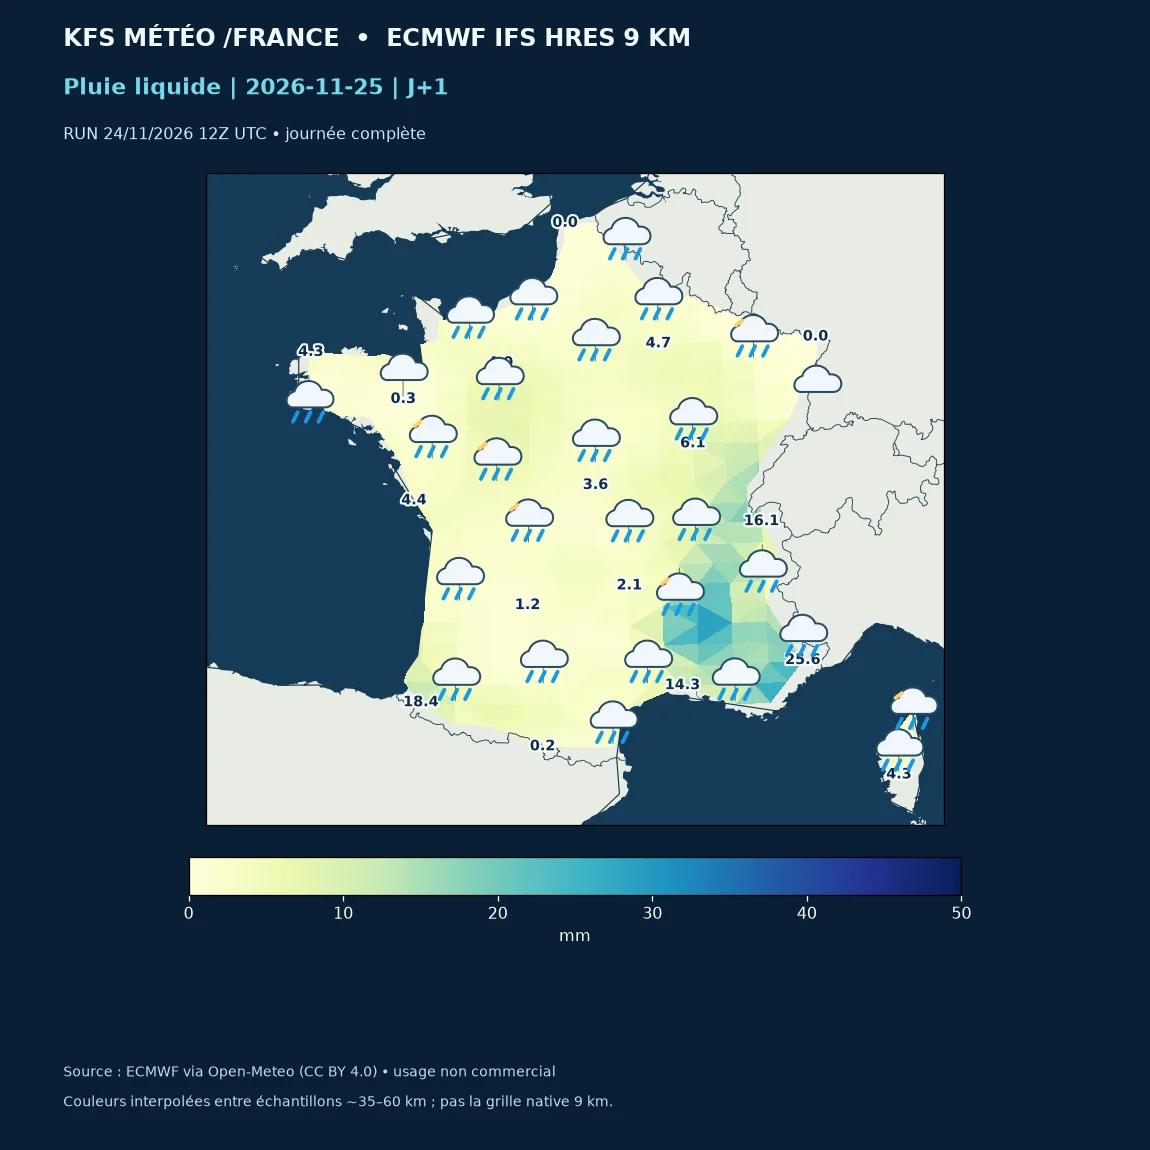 KFS MÉTÉO /FRANCE • ECMWF IFS HRES 9 KM
Pluie liquide | 2026-11-25 | J+1
RUN 24/11/2026 12Z UTC • journée complète
0.0
0.0
4.7
4.3
0.3
6.1
3.6
4.4
16.1
2.1
1.2
25.6
14.3
18.4
0.2
4.3
0 10 20 30 40 50
mm
Source : ECMWF via Open-Meteo (CC BY 4.0) • usage non commercial
Couleurs interpolées entre échantillons ~35–60 km ; pas la grille native 9 km.